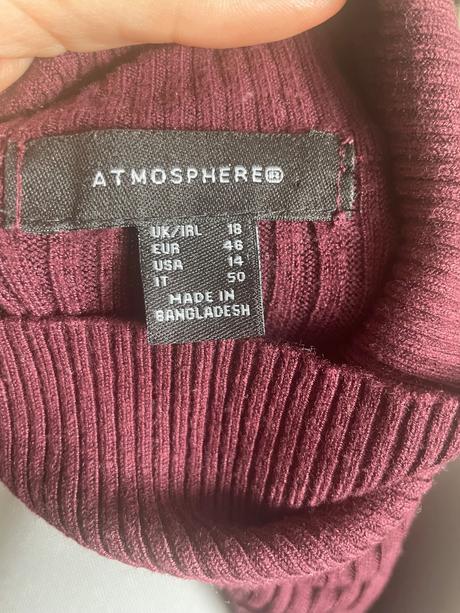 ATMOSPHERE®
UK/IRL 18
EUR 46
USA 14
IT 50
MADE IN
BANGLADESH